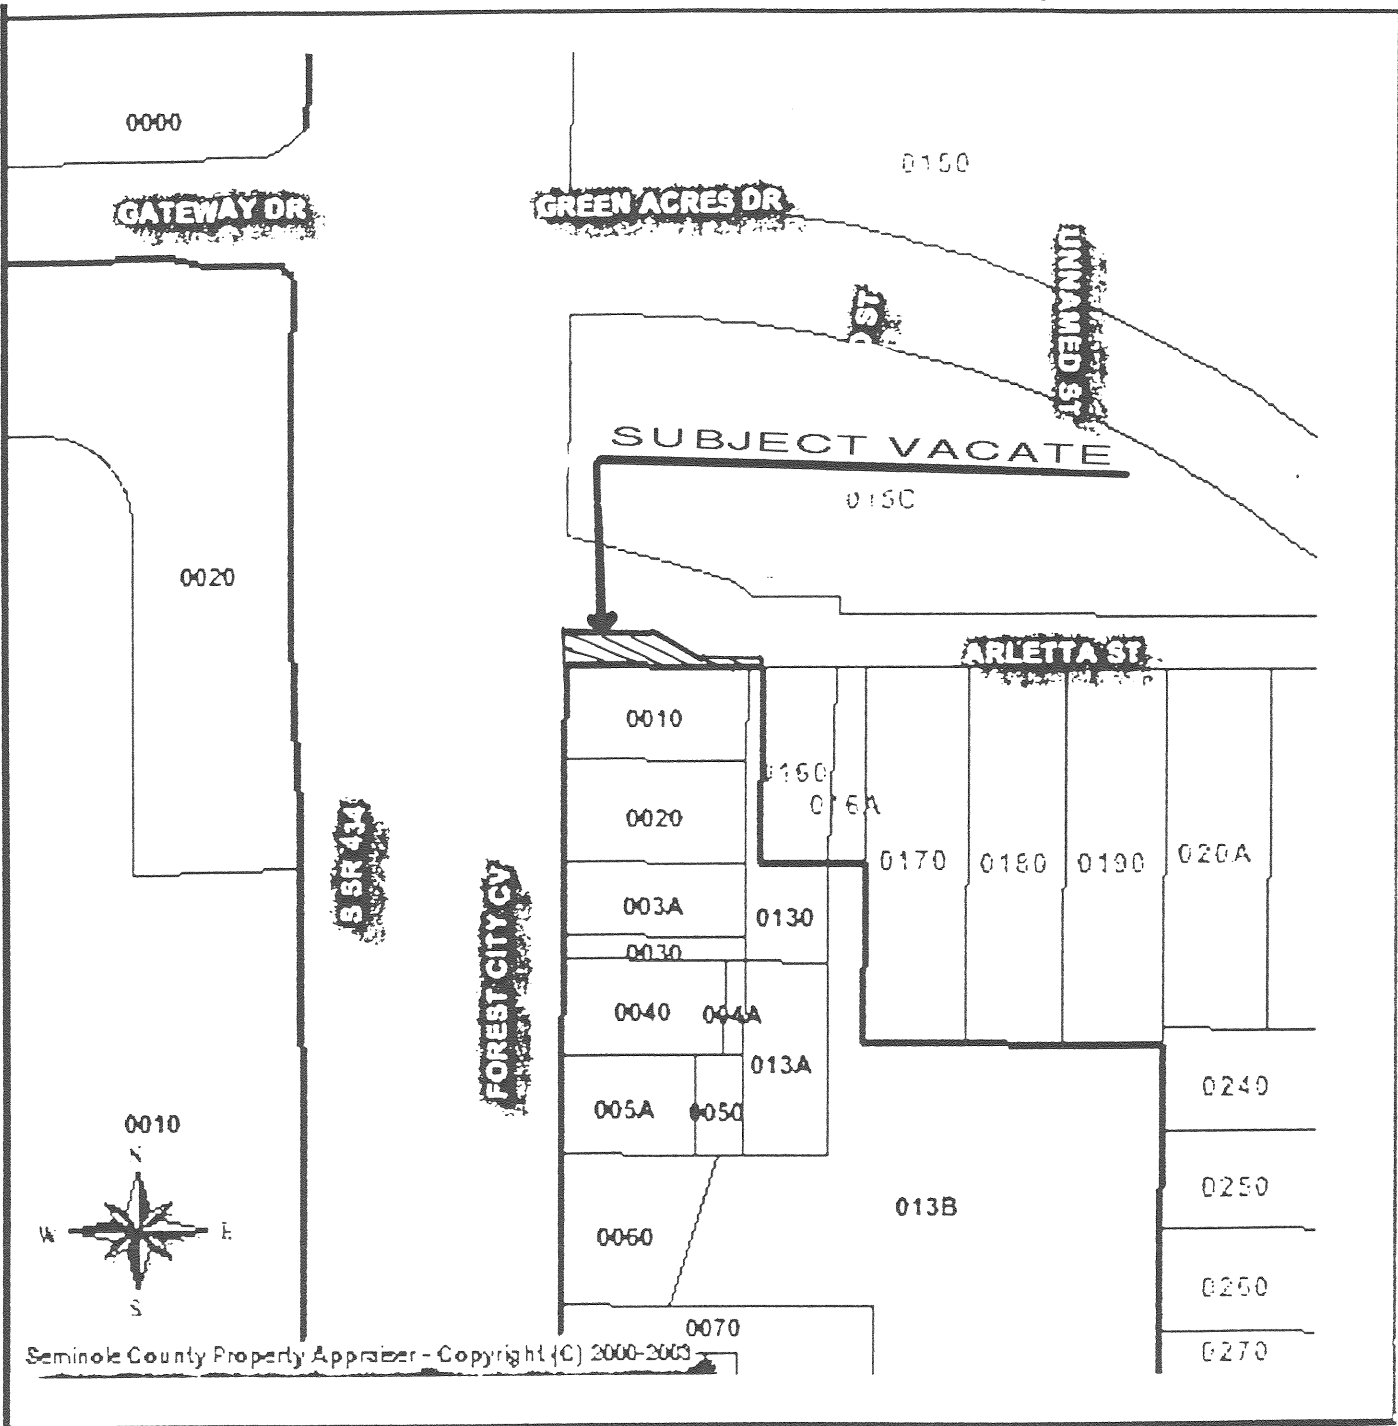 0000
0150
GATEWAY DR
GREEN ACRES DR
UNNAMED ST
ST
SUBJECT VACATE
015C
0020
ARLETTA ST
0010
0160
016A
0020
S SR 434
0170
0180
0190
020A
003A
0130
FOREST CITY CV
0030
0040
004A
013A
0240
005A
0050
0010
N
0250
013B
W
E
0060
0260
S
0070
0270
Seminole County Property Appraiser - Copyright (C) 2000-2003